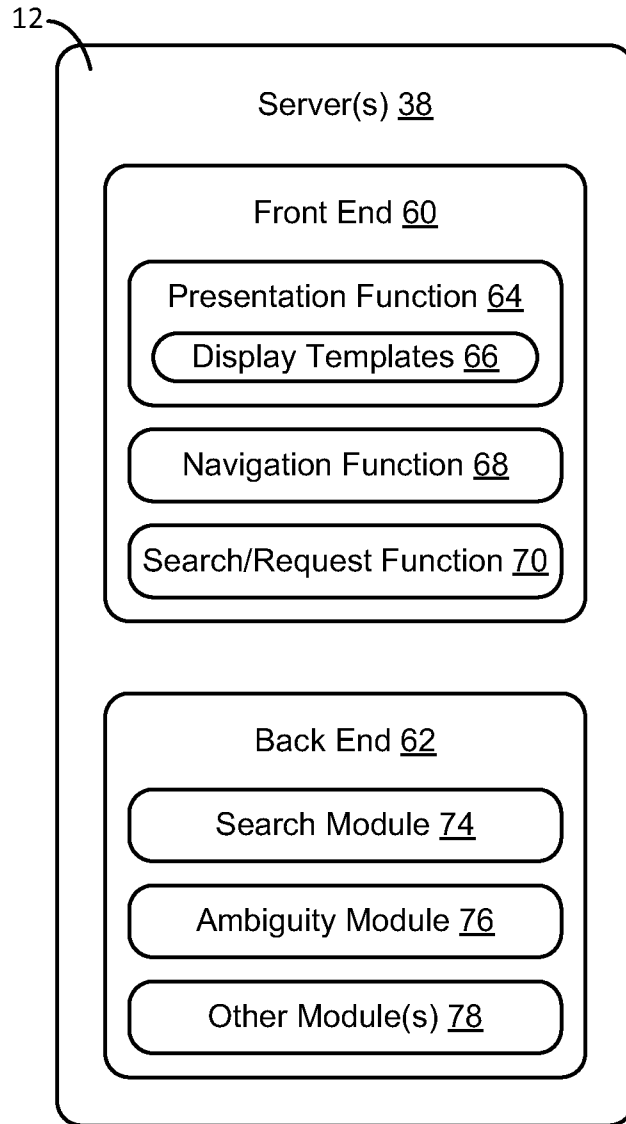 12
Server(s) 38
Front End 60
Presentation Function 64
Display Templates 66
Navigation Function 68
Search/Request Function 70
Back End 62
Search Module 74
Ambiguity Module 76
Other Module(s) 78